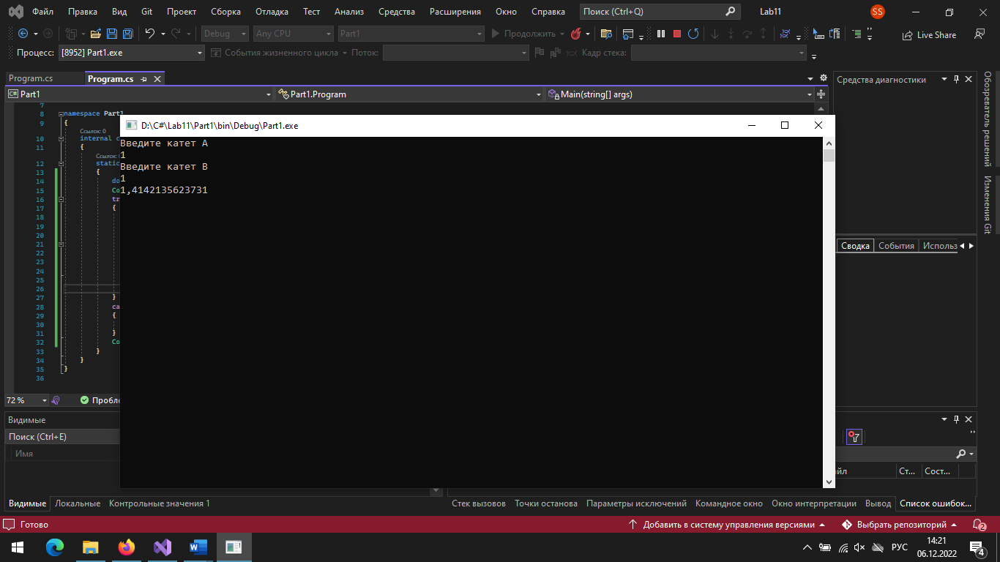 Файл Правка Вид Git Проект Сборка Отладка Тест Анализ Средства Расширения Окно Справка Поиск (Ctrl+Q) Lab11 SS
Debug Any CPU Part1 Продолжить Live Share
Процесс: [8952] Part1.exe События жизненного цикла Поток: Кадр стека:
Program.cs Program.cs
Средства диагностики
Part1 Part1.Program Main(string[] args)
7
8 namespace Part1
9 {
Ссылок: 0
10 internal c
11 {
Ссылок:
12 static
13 {
14 do
15 Co
16 tr
17 {
18
19
20
21
22
23
24
25
26
27 }
28 ca
29 {
30
31 }
32 Co
33 }
34 }
35 }
36
D:\C#\Lab11\Part1\bin\Debug\Part1.exe
Введите катет A
1
Введите катет B
1
1,4142135623731
Сводка События Использ
Обозреватель решений
Изменения Git
72 % Пробле
Видимые
Поиск (Ctrl+E)
Имя
йл Ст... Сост...
Видимые Локальные Контрольные значения 1
Стек вызовов Точки останова Параметры исключений Командное окно Окно интерпретации Вывод Список ошибок...
Готово Добавить в систему управления версиями Выбрать репозиторий 2
РУС 14:21
06.12.2022 4